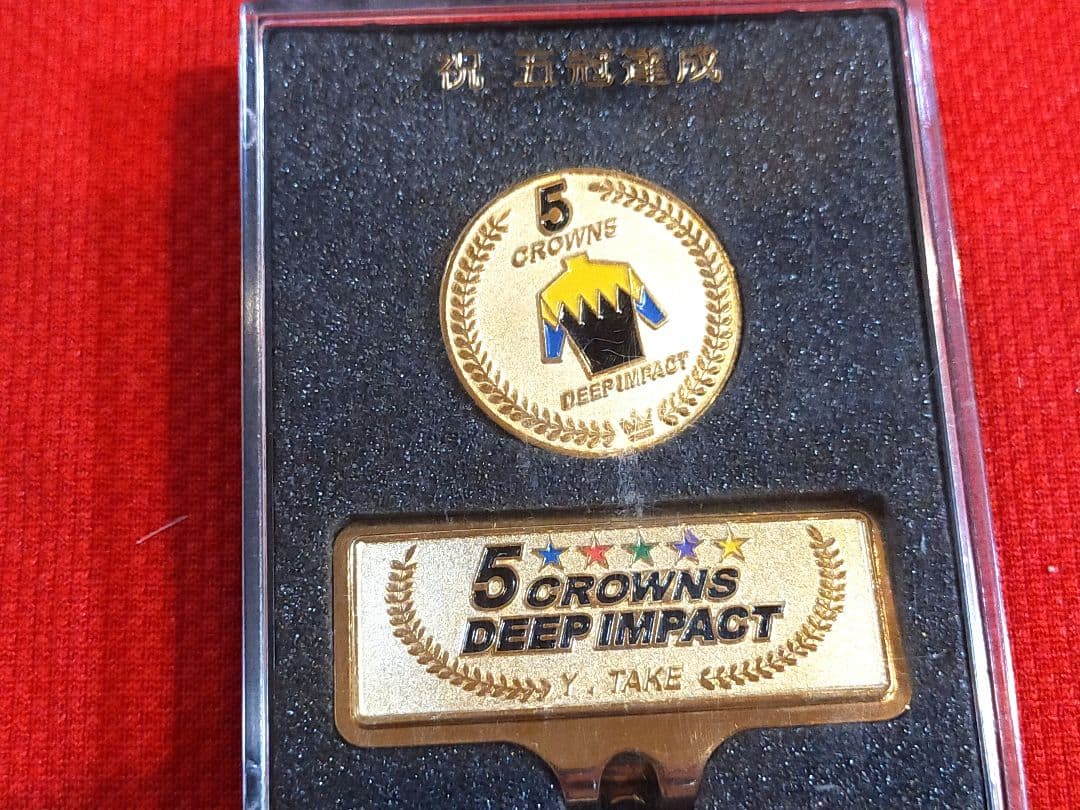 祝 五冠達成
5
CROWNS
DEEP IMPACT
5 CROWNS
DEEP IMPACT
Y. TAKE